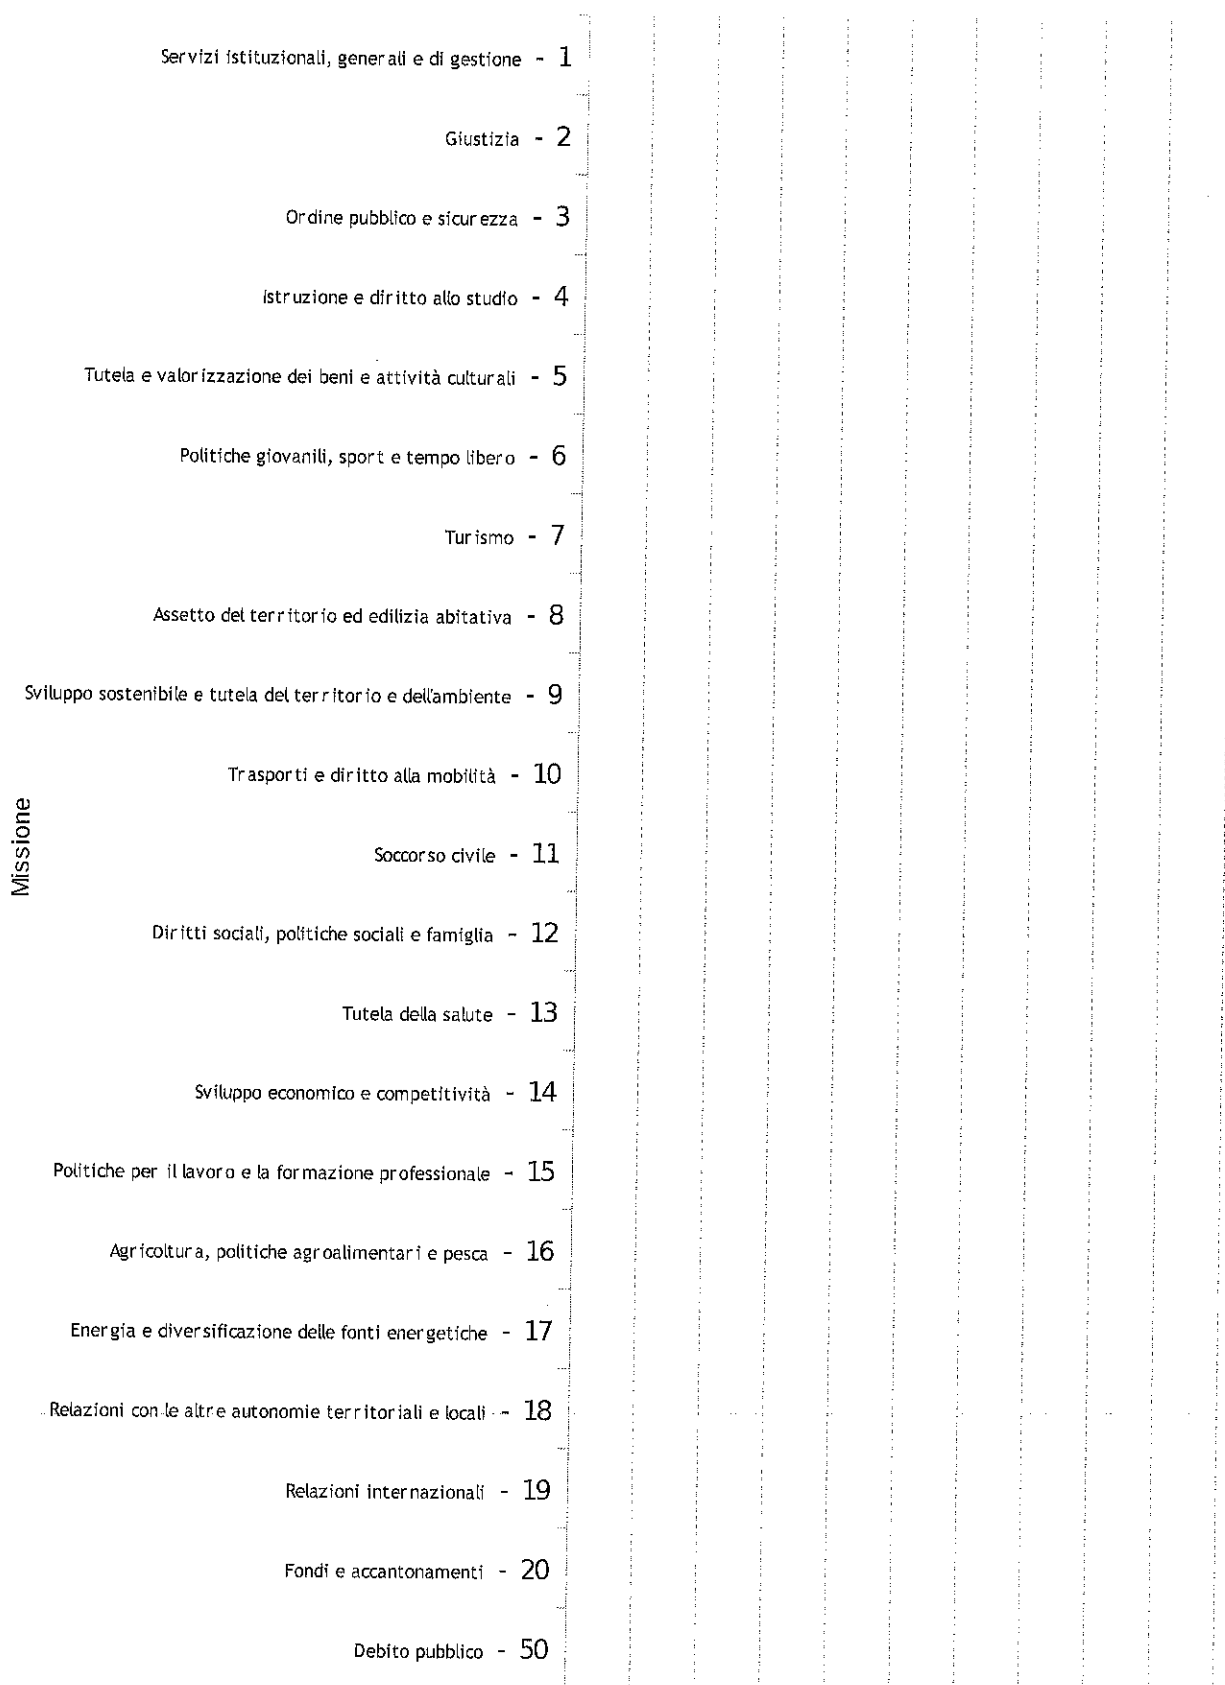 Servizi istituzionali, generali e di gestione - 1
Giustizia - 2
Ordine pubblico e sicurezza - 3
Istruzione e diritto allo studio - 4
Tutela e valorizzazione dei beni e attività culturali - 5
Politiche giovanili, sport e tempo libero - 6
Turismo - 7
Assetto del territorio ed edilizia abitativa - 8
Sviluppo sostenibile e tutela del territorio e dell'ambiente - 9
Trasporti e diritto alla mobilità - 10
Missione
Soccorso civile - 11
Diritti sociali, politiche sociali e famiglia - 12
Tutela della salute - 13
Sviluppo economico e competitività - 14
Politiche per il lavoro e la formazione professionale - 15
Agricoltura, politiche agroalimentari e pesca - 16
Energia e diversificazione delle fonti energetiche - 17
Relazioni con le altre autonomie territoriali e locali - 18
Relazioni internazionali - 19
Fondi e accantonamenti - 20
Debito pubblico - 50